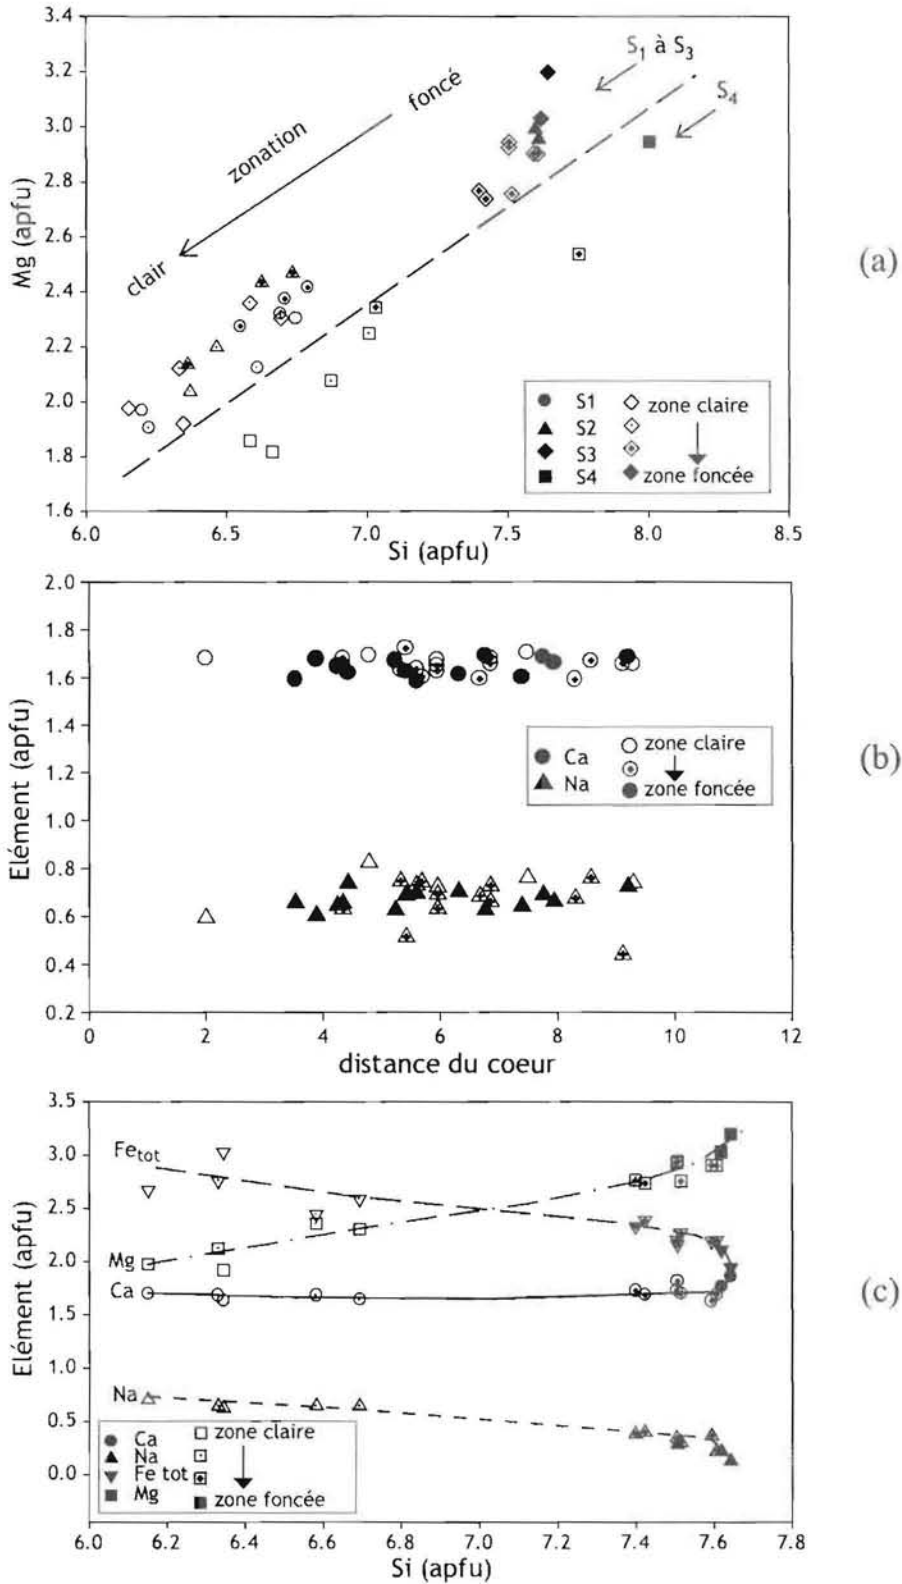 3.4
3.2
3.0
2.8
2.6
2.4
2.2
2.0
1.8
1.6
Mg (apfu)
S1 à S3
S4
foncé
zonation
clair
(a)
S1
S2
S3
S4
zone claire
zone foncée
6.0 6.5 7.0 7.5 8.0 8.5
Si (apfu)
2.0
1.8
1.6
1.4
1.2
1.0
0.8
0.6
0.4
0.2
Elément (apfu)
Ca
Na
zone claire
zone foncée
(b)
0 2 4 6 8 10 12
distance du coeur
3.5
3.0
2.5
2.0
1.5
1.0
0.5
0.0
Elément (apfu)
Fetot
Mg
Ca
Na
(c)
Ca
Na
Fe tot
Mg
zone claire
zone foncée
6.0 6.2 6.4 6.6 6.8 7.0 7.2 7.4 7.6 7.8
Si (apfu)